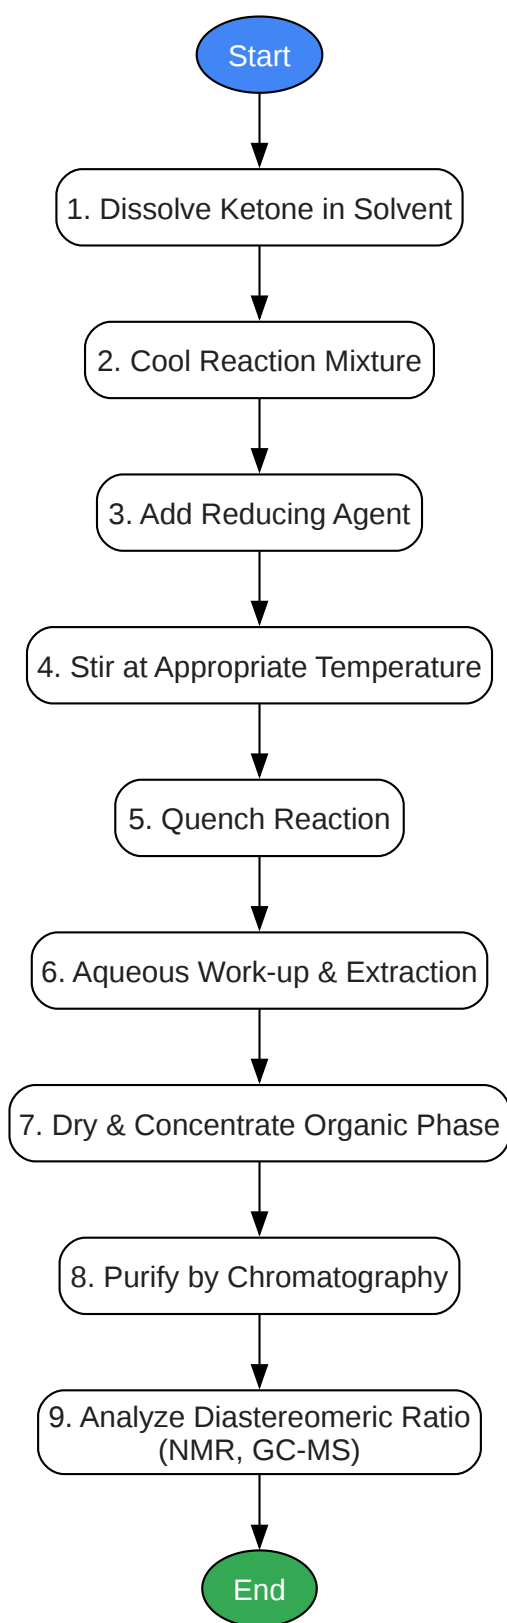 Start
1. Dissolve Ketone in Solvent
2. Cool Reaction Mixture
3. Add Reducing Agent
4. Stir at Appropriate Temperature
5. Quench Reaction
6. Aqueous Work-up & Extraction
7. Dry & Concentrate Organic Phase
8. Purify by Chromatography
9. Analyze Diastereomeric Ratio
(NMR, GC-MS)
End